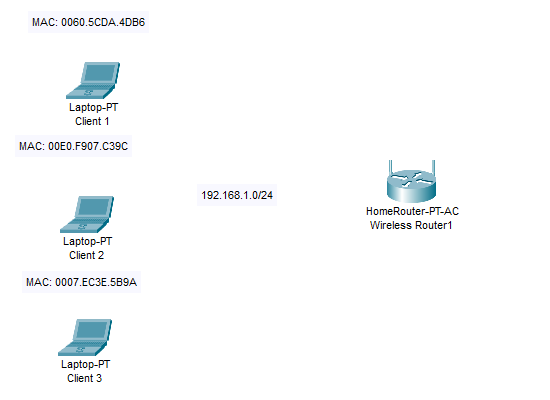 MAC: 0060.5CDA.4DB6
Laptop-PT
Client 1
MAC: 00E0.F907.C39C
192.168.1.0/24
HomeRouter-PT-AC
Wireless Router1
Laptop-PT
Client 2
MAC: 0007.EC3E.5B9A
Laptop-PT
Client 3